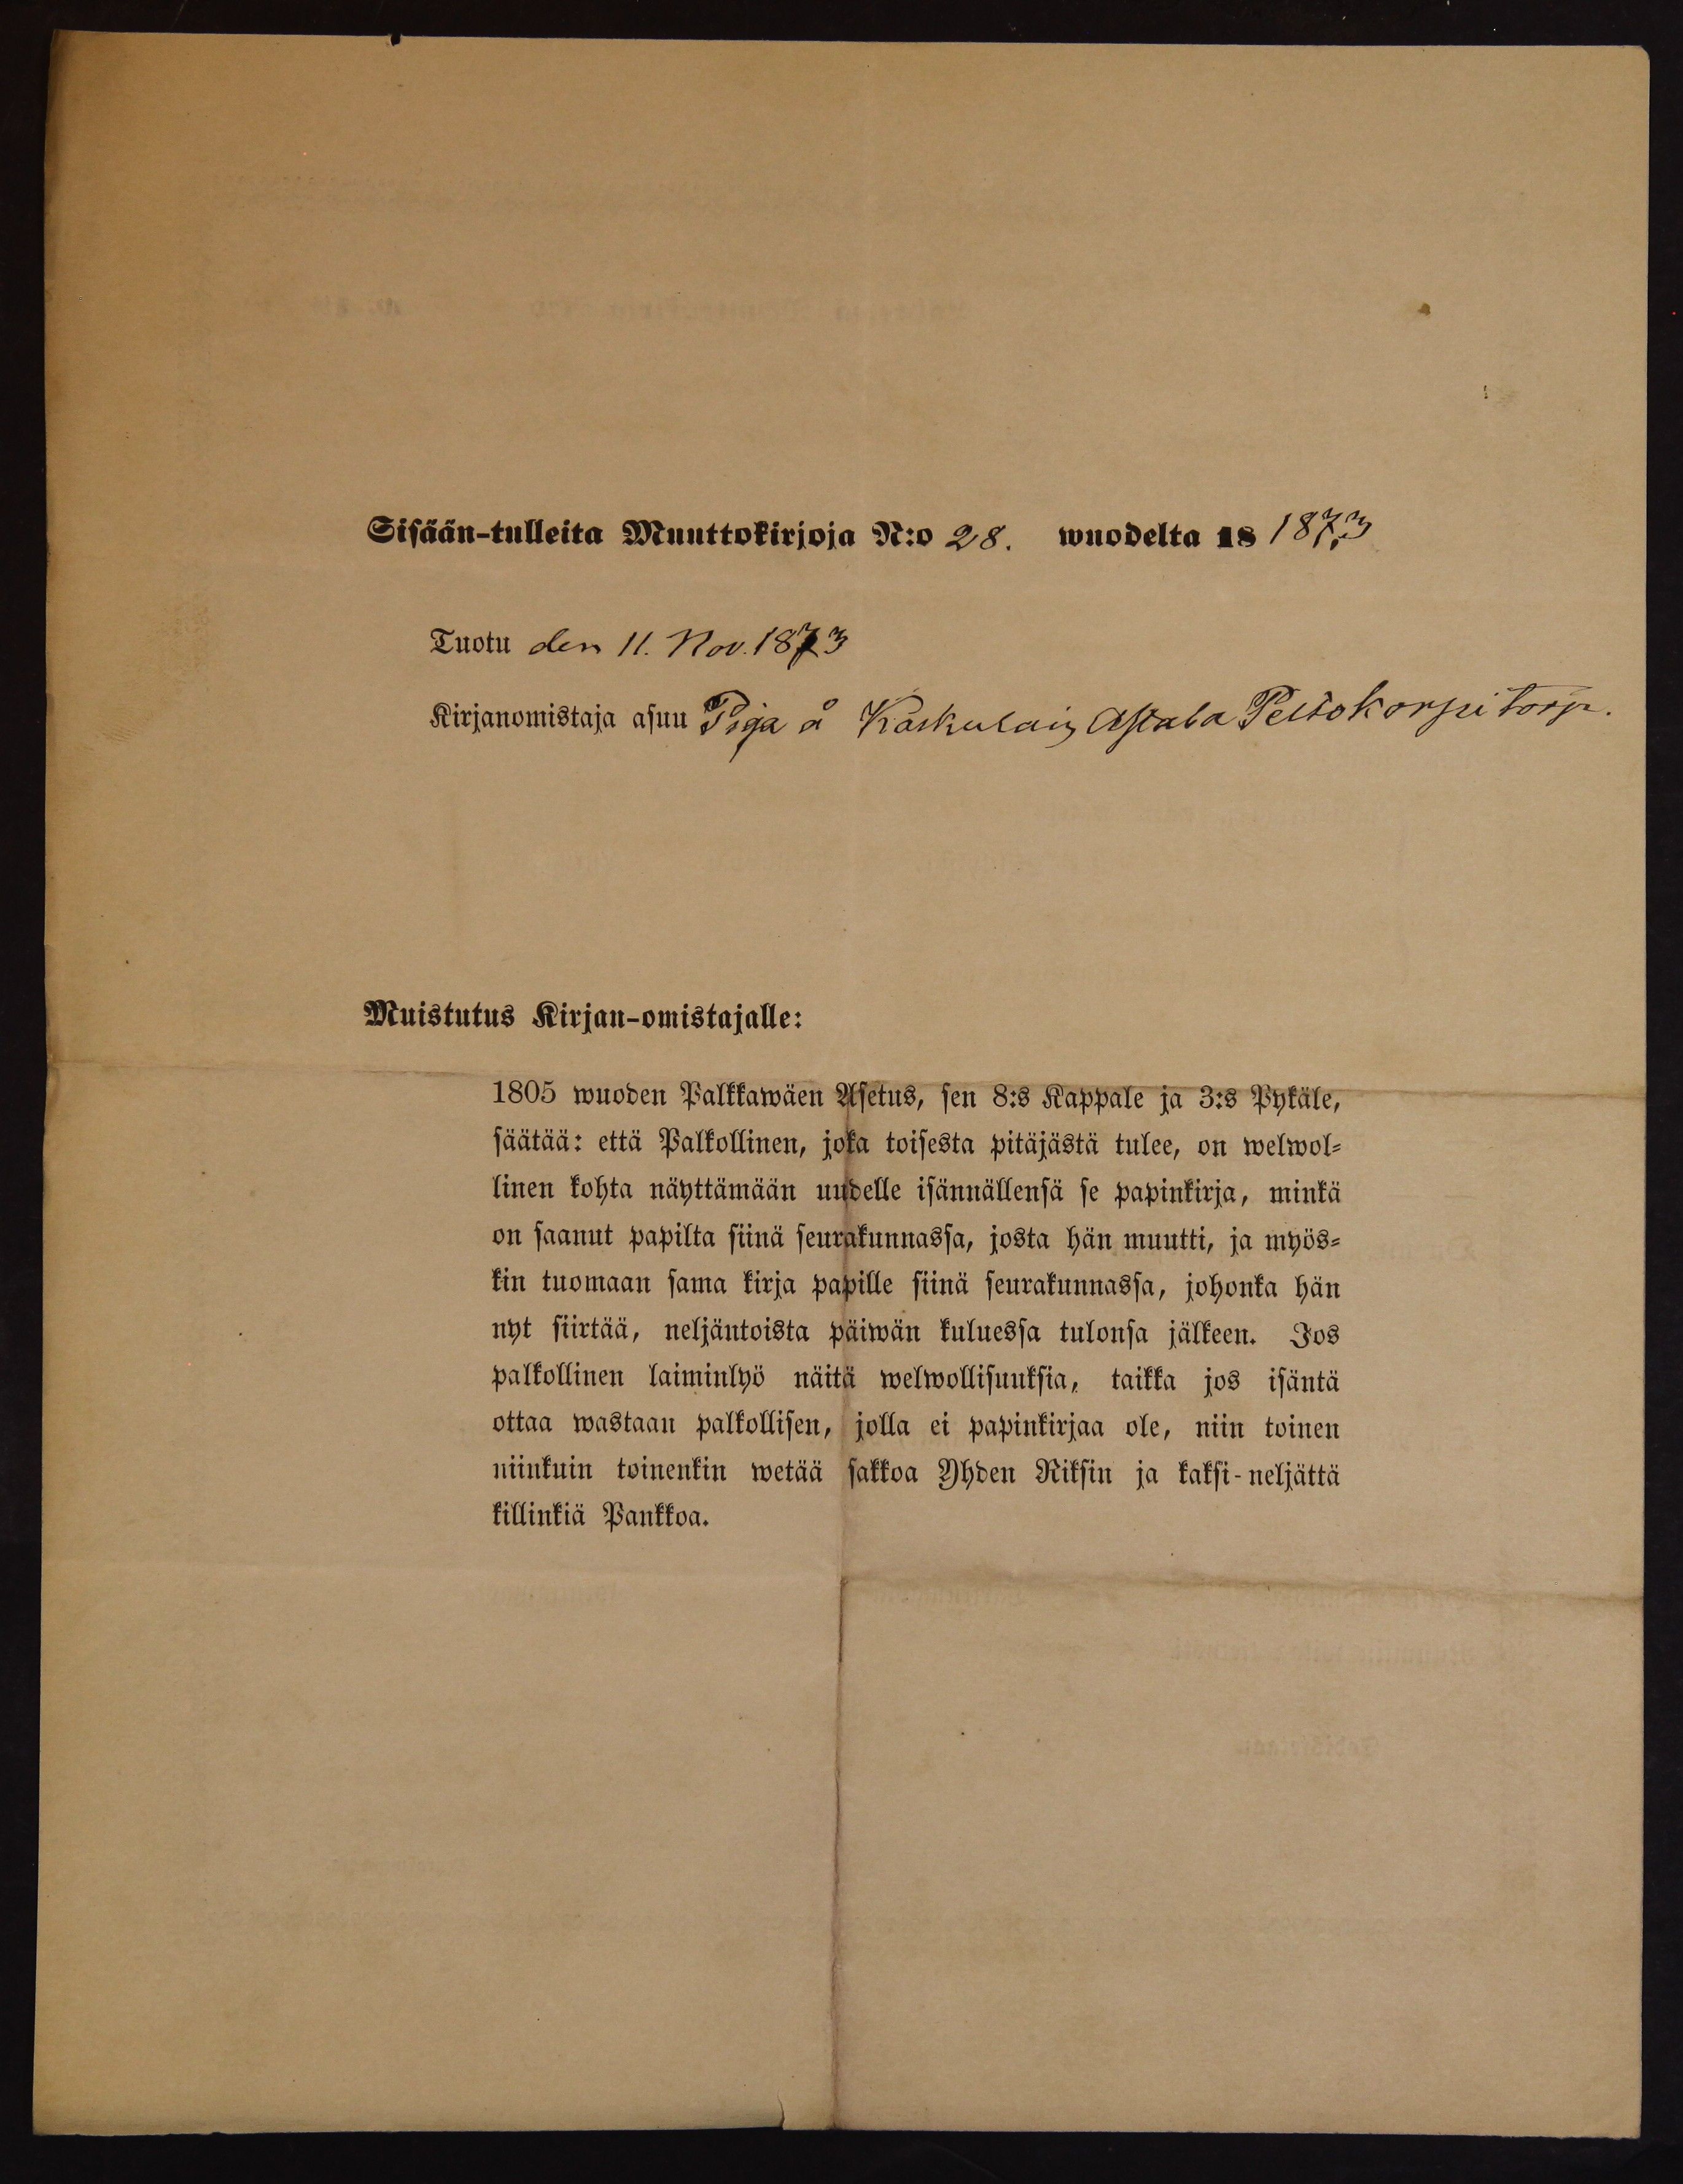 Sisään-tulleita Muuttokirjoja N:o 28. wuodelta 18 1873
Tuotu den 11. Nov. 1873
Kirjanomistaja asuu Piga å Kaskulais Astala Peltokorpi torp.
Muistutus Kirjan-omistajalle:
1805 wuoden Palkkawäen Asetus, sen 8:s Kappale ja 3:s Pykäle,
säätää: että Palkollinen, joka toisesta pitäjästä tulee, on welwol-
linen kohta näyttämään uudelle isännällensä se papinkirja, minkä
on saanut papilta siinä seurakunnassa, josta hän muutti, ja myös-
kin tuomaan sama kirja papille siinä seurakunnassa, johonka hän
nyt siirtää, neljäntoista päiwän kuluessa tulonsa jälkeen. Jos
palkollinen laiminlyö näitä welwollisuuksia, taikka jos isäntä
ottaa wastaan palkollisen, jolla ei papinkirjaa ole, niin toinen
niinkuin toinenkin wetää sakkoa Yhden Riksin ja kaksi-neljättä
killinkiä Pankkoa.